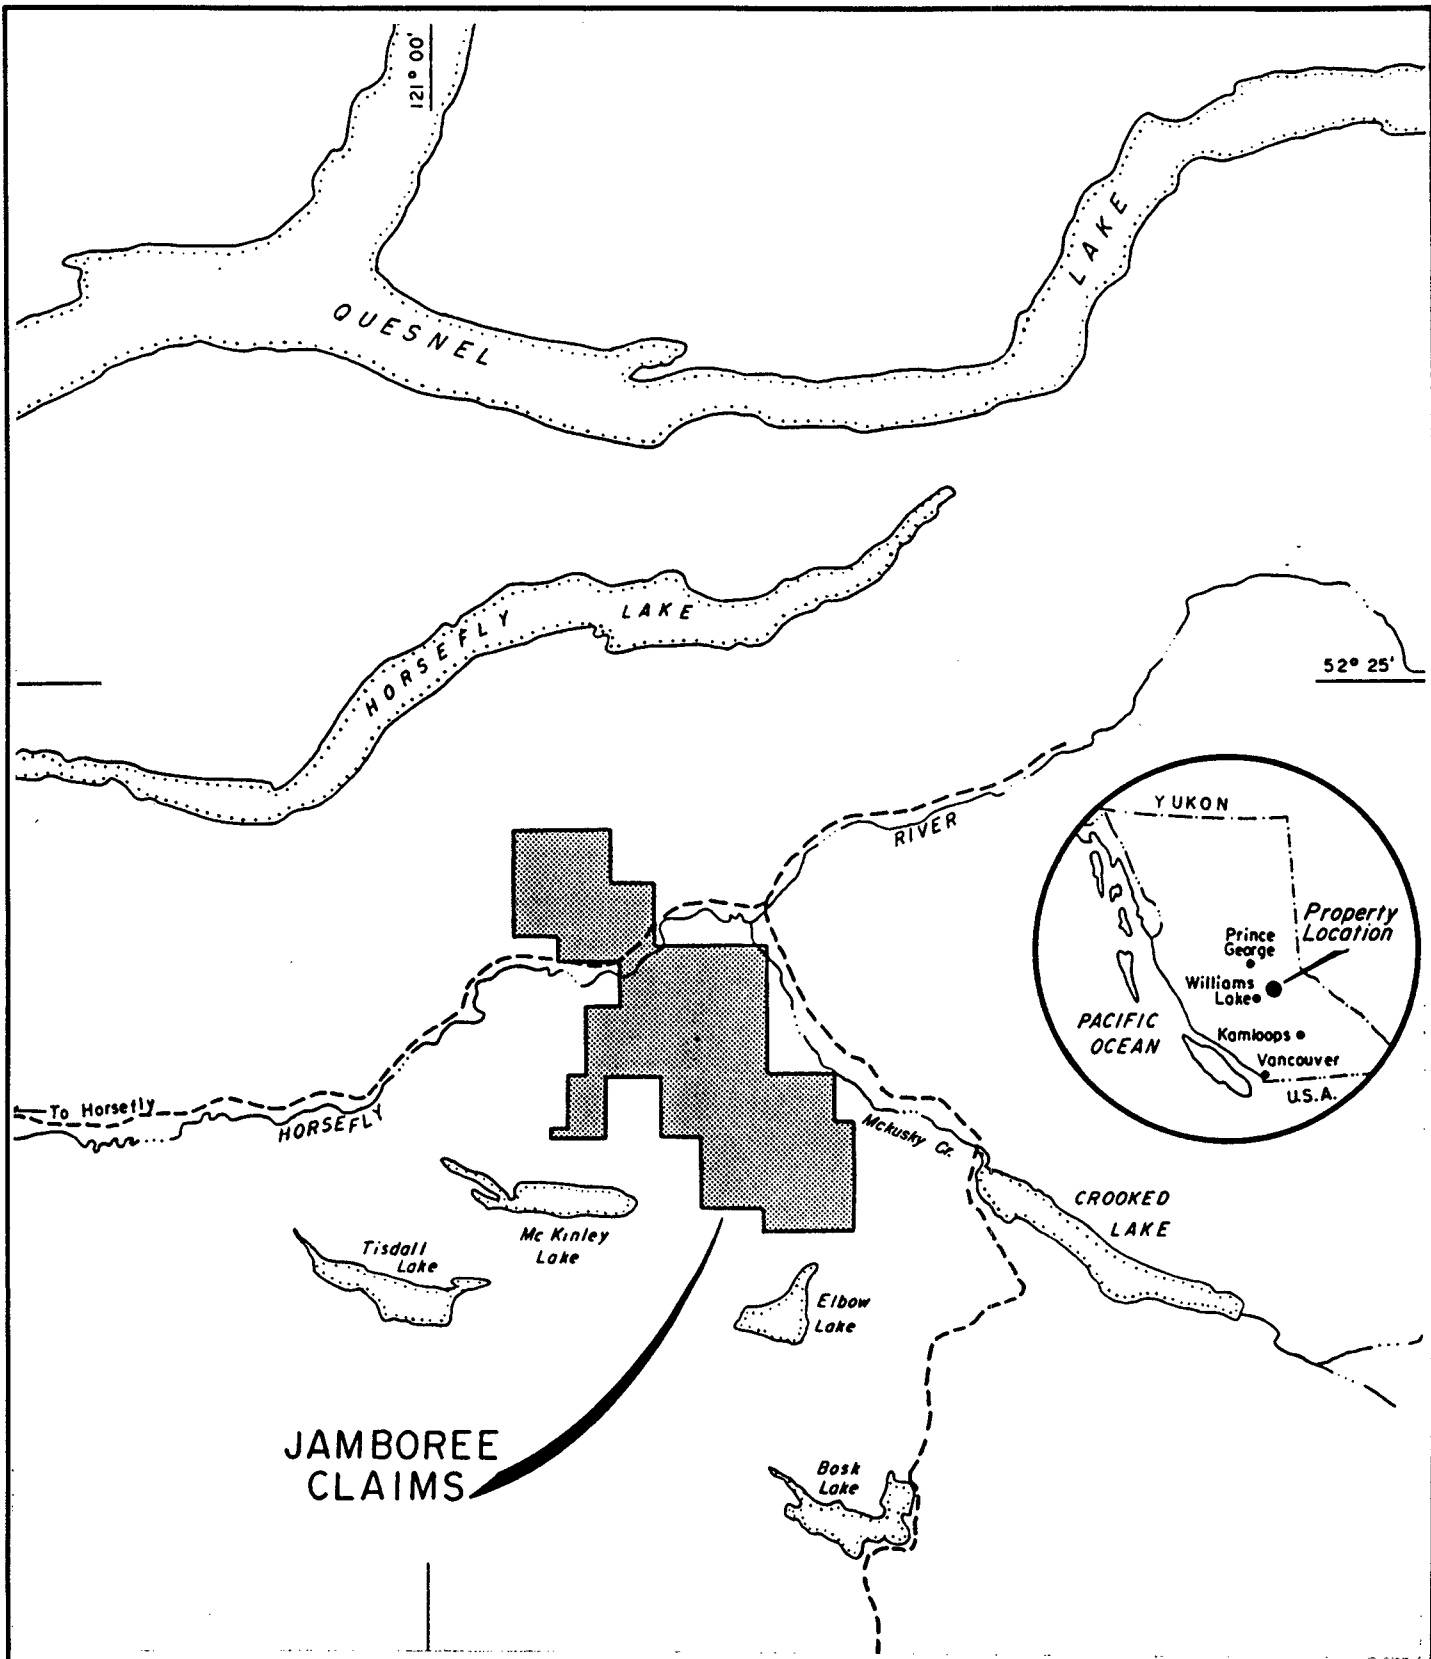 121° 00'
QUESNEL LAKE
HORSEFLY LAKE
52° 25'
YUKON
RIVER
Property
Location
Prince
George
Williams
Lake
PACIFIC
OCEAN
Kamloops
Vancouver
U.S.A.
To Horsefly
HORSEFLY
Mckusky Cr.
CROOKED
LAKE
Mc Kinley
Lake
Tisdall
Lake
Elbow
Lake
JAMBOREE
CLAIMS
Bosk
Lake